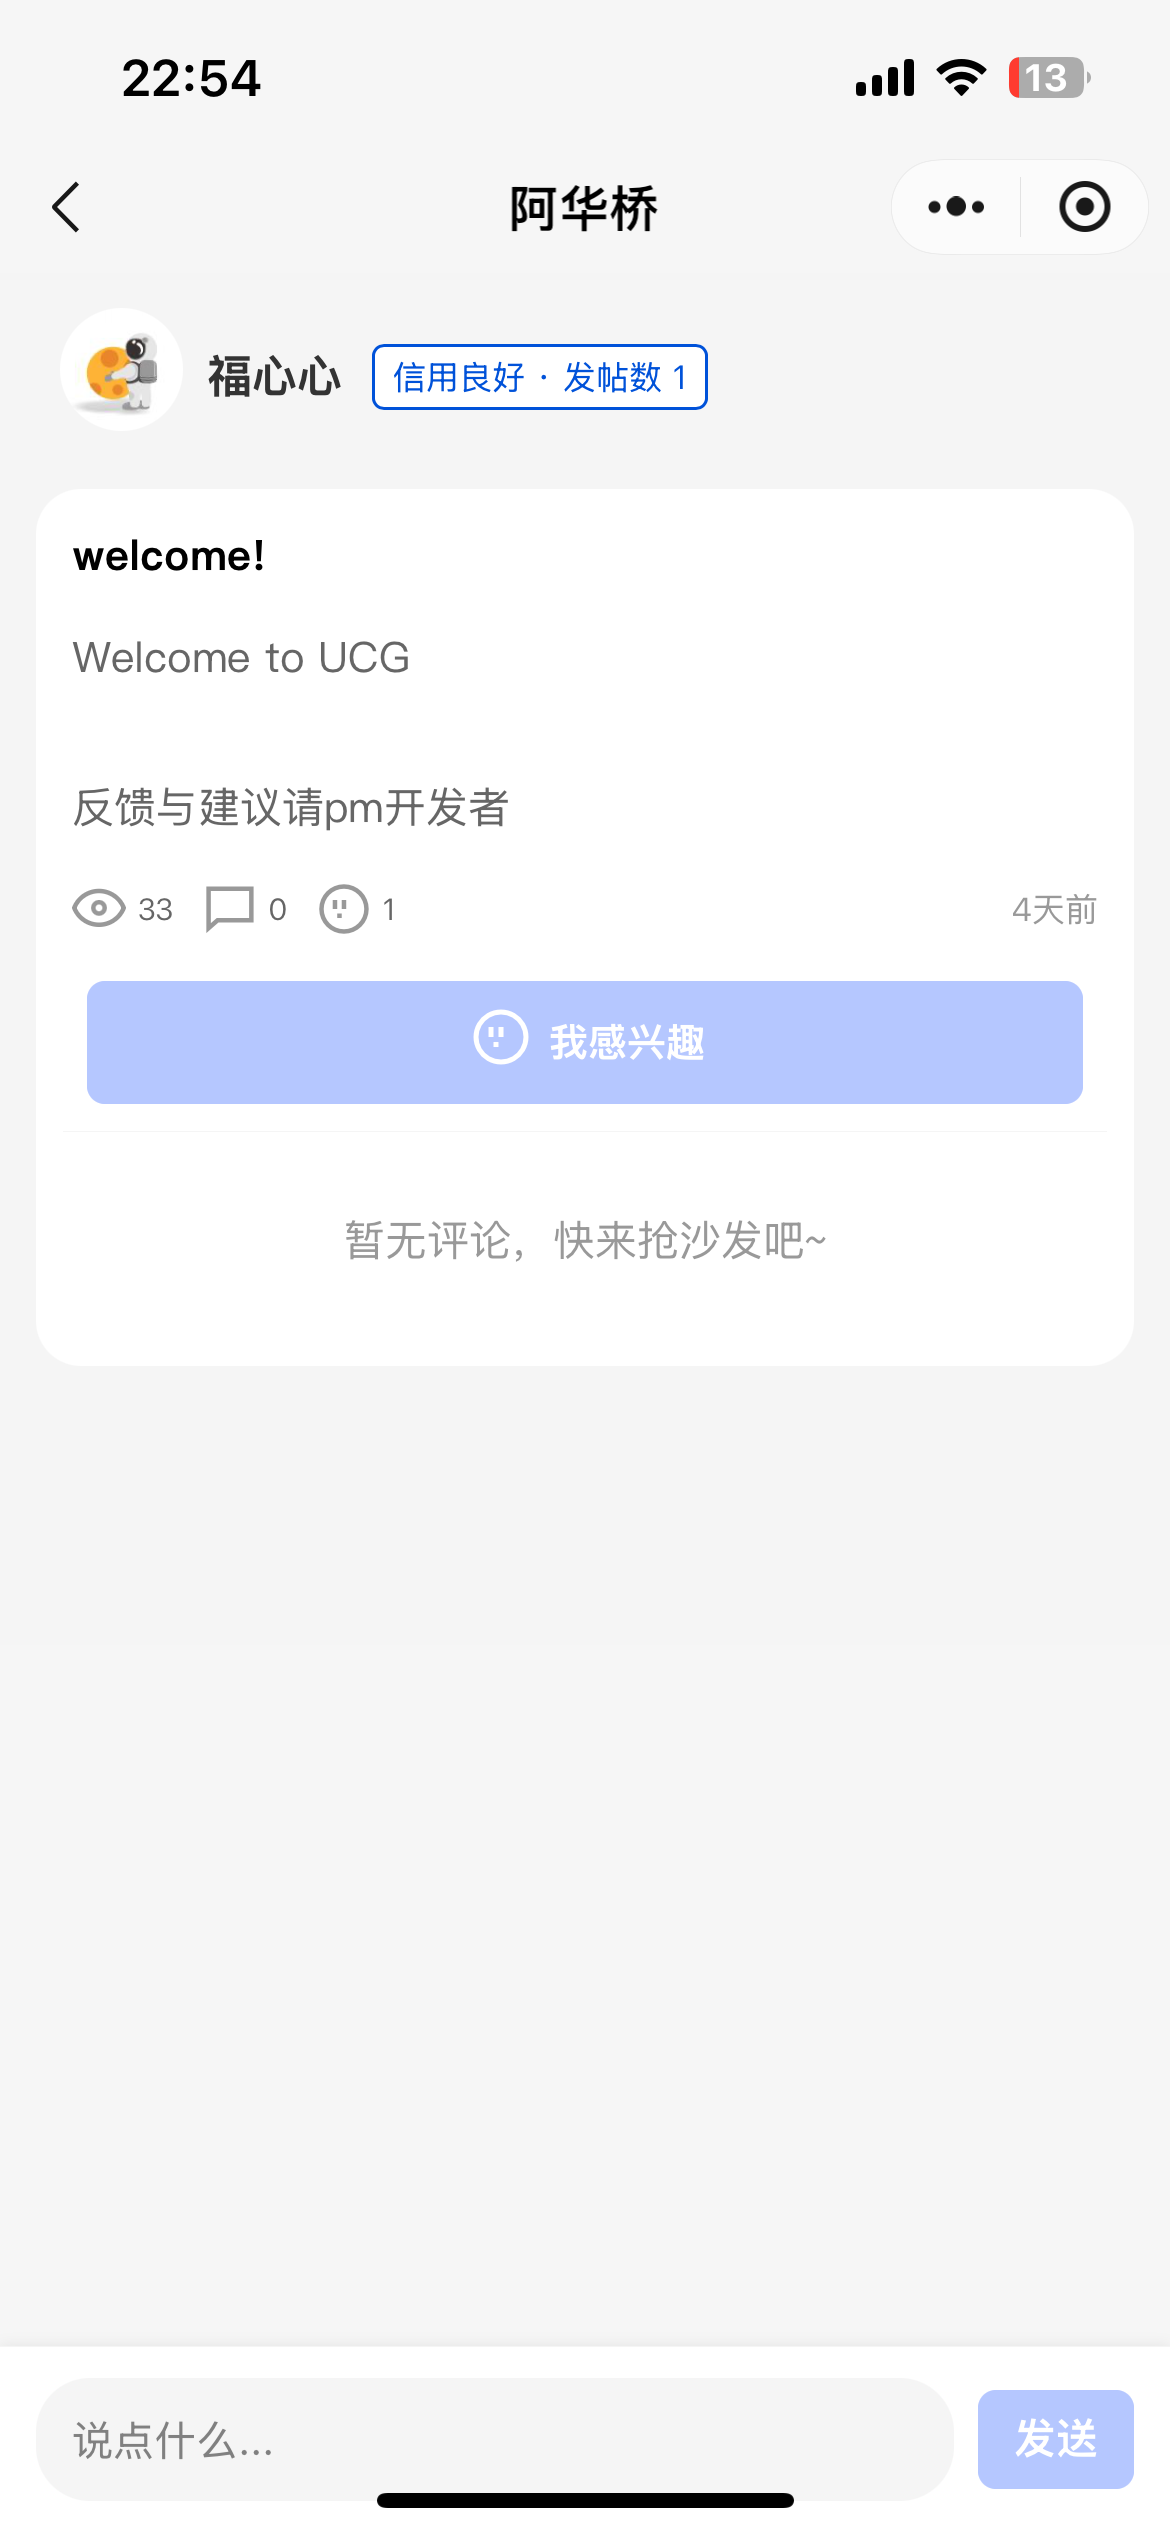 22:54
13
阿华桥
福心心
信用良好 · 发帖数 1
welcome!
Welcome to UCG
反馈与建议请pm开发者
33 0 1 4天前
我感兴趣
暂无评论，快来抢沙发吧~
说点什么...
发送